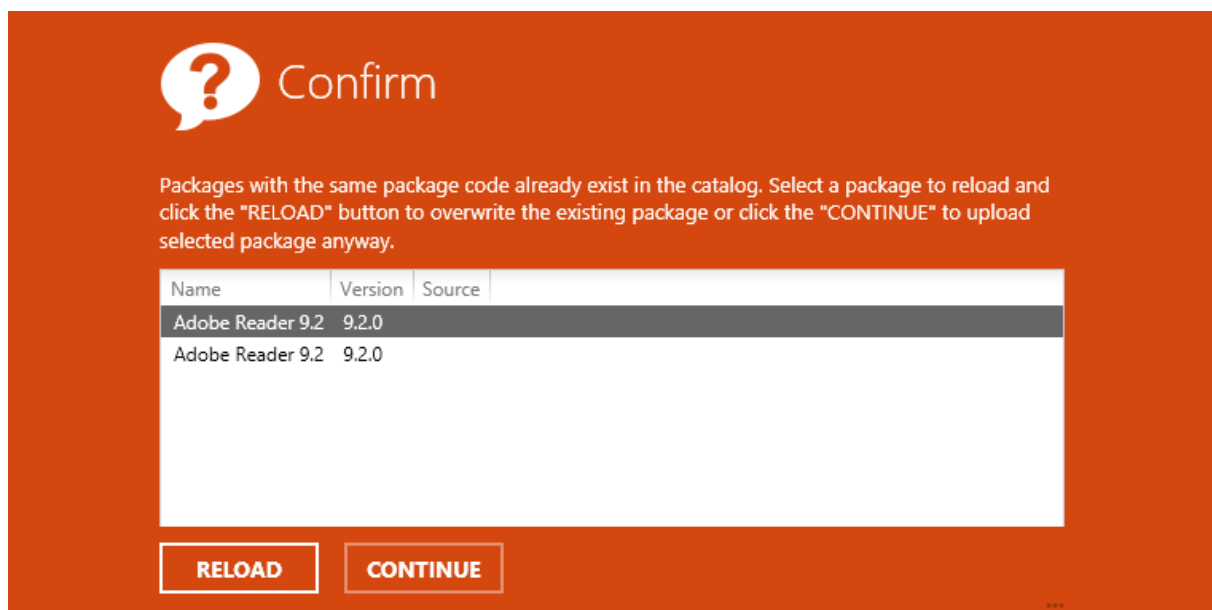 Confirm
Packages with the same package code already exist in the catalog. Select a package to reload and
click the "RELOAD" button to overwrite the existing package or click the "CONTINUE" to upload
selected package anyway.
Name Version Source
Adobe Reader 9.2 9.2.0
Adobe Reader 9.2 9.2.0
RELOAD CONTINUE